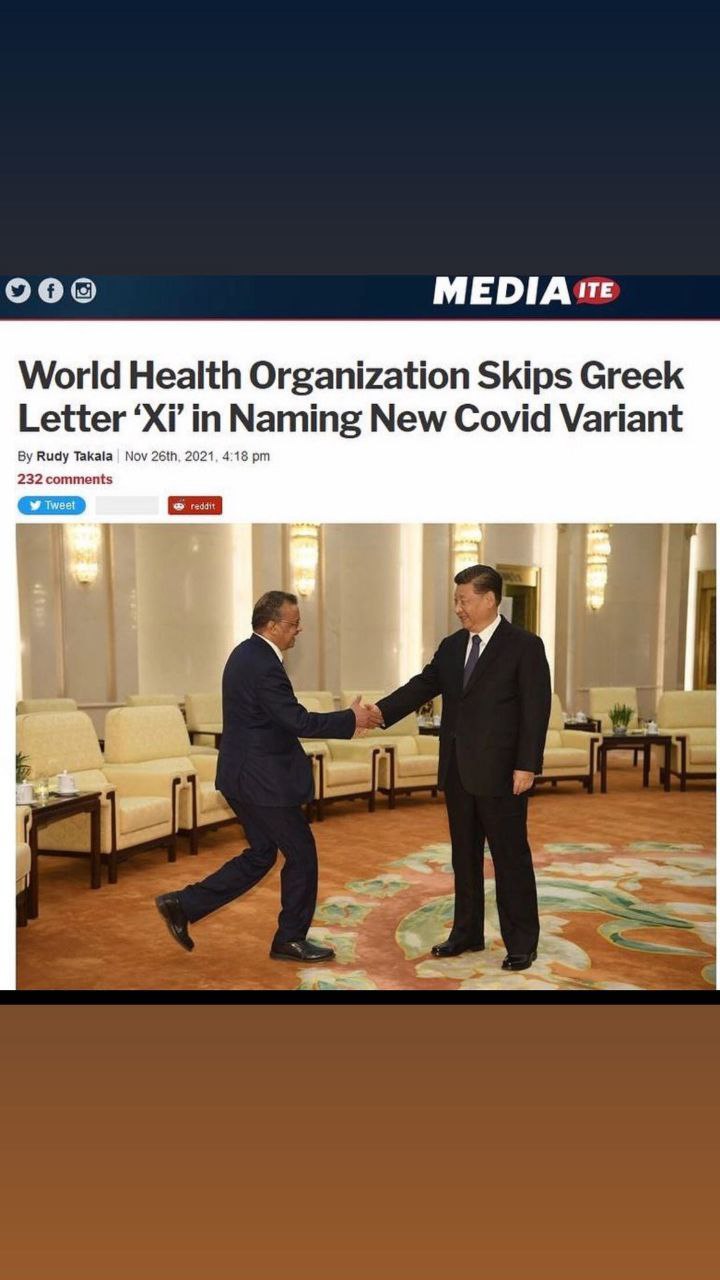 MEDIAITE
World Health Organization Skips Greek
Letter ‘Xi’ in Naming New Covid Variant
By Rudy Takala | Nov 26th, 2021, 4:18 pm
232 comments
Tweet
reddit